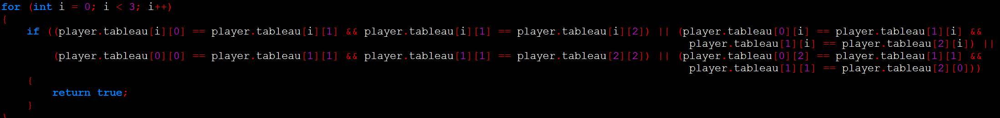 for (int i = 0; i < 3; i++)
{
    if ((player.tableau[i][0] == player.tableau[i][1] && player.tableau[i][1] == player.tableau[i][2]) || (player.tableau[0][i] == player.tableau[1][i] &&
                                                                                                            player.tableau[1][i] == player.tableau[2][i]) ||
        (player.tableau[0][0] == player.tableau[1][1] && player.tableau[1][1] == player.tableau[2][2]) || (player.tableau[0][2] == player.tableau[1][1] &&
                                                                                                            player.tableau[1][1] == player.tableau[2][0]))
    {
        return true;
    }
}